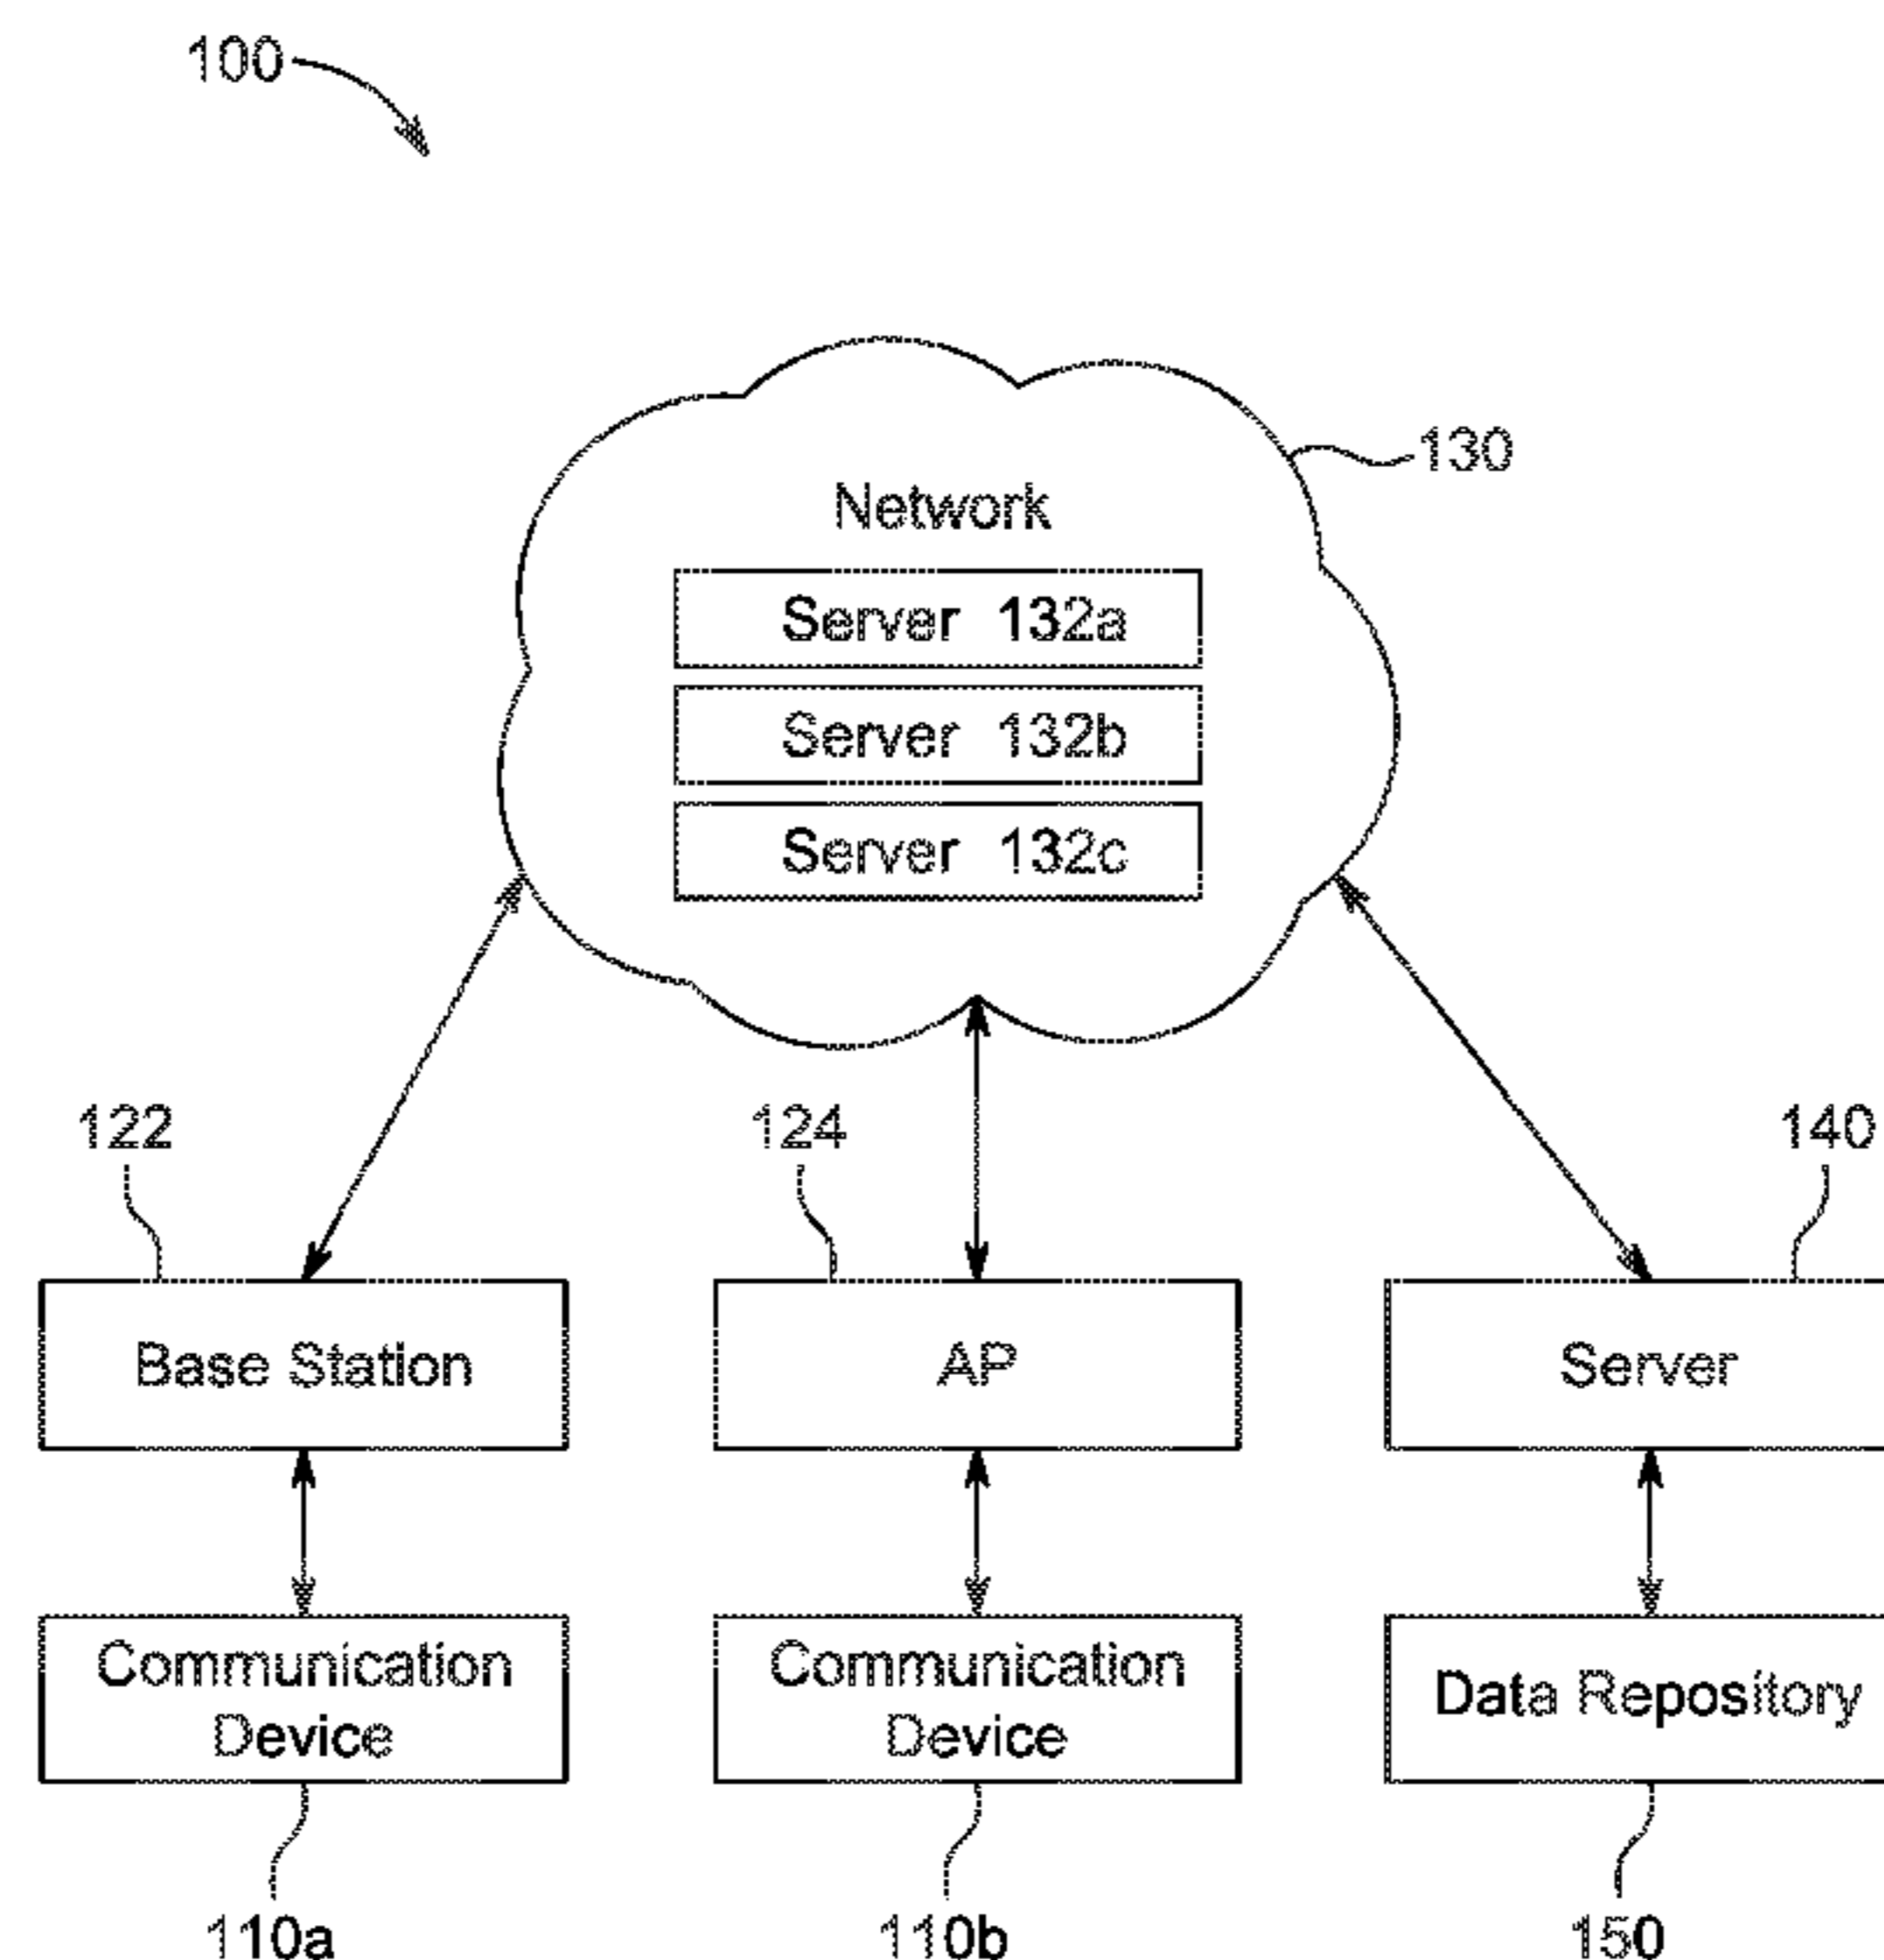 100
130
Network
Server 132a
Server 132b
Server 132c
122
124
140
Base Station
AP
Server
Communication
Device
Communication
Device
Data Repository
110a
110b
150